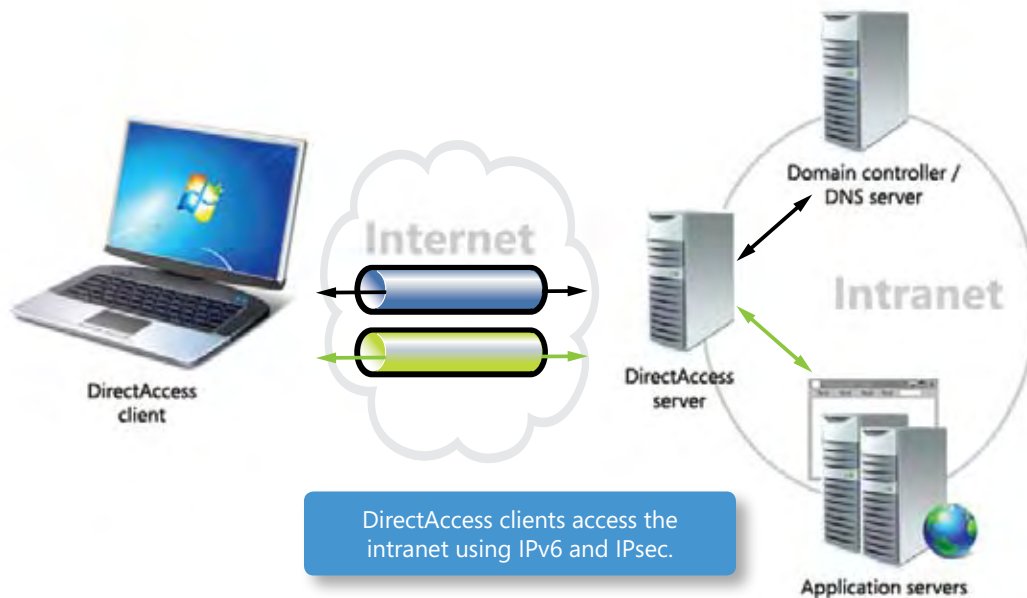 Internet
Intranet
Domain controller /
DNS server
DirectAccess
client
DirectAccess
server
DirectAccess clients access the
intranet using IPv6 and IPsec.
Application servers